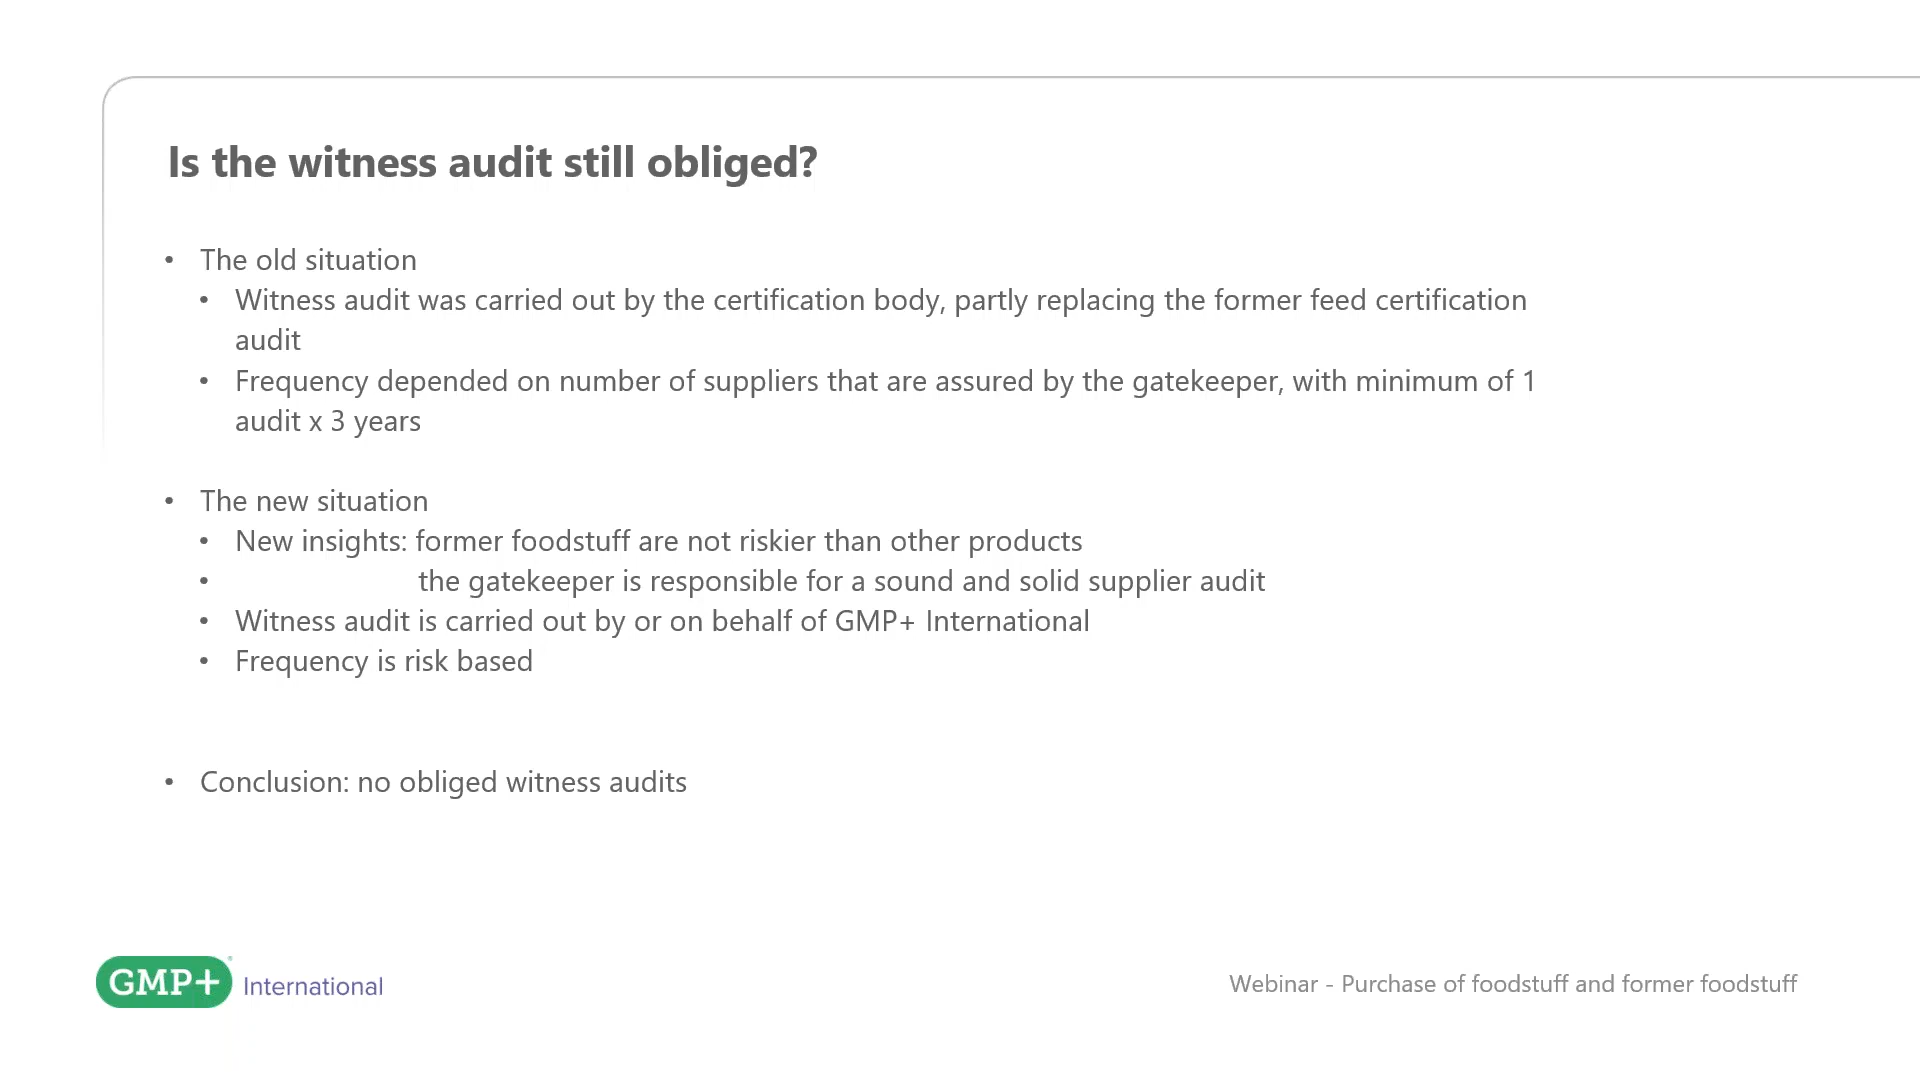 Is the witness audit still obliged?
• The old situation
• Witness audit was carried out by the certification body, partly replacing the former feed certification
audit
• Frequency depended on number of suppliers that are assured by the gatekeeper, with minimum of 1
audit x 3 years
• The new situation
• New insights: former foodstuff are not riskier than other products
• the gatekeeper is responsible for a sound and solid supplier audit
• Witness audit is carried out by or on behalf of GMP+ International
• Frequency is risk based
• Conclusion: no obliged witness audits
GMP+ International
Webinar - Purchase of foodstuff and former foodstuff